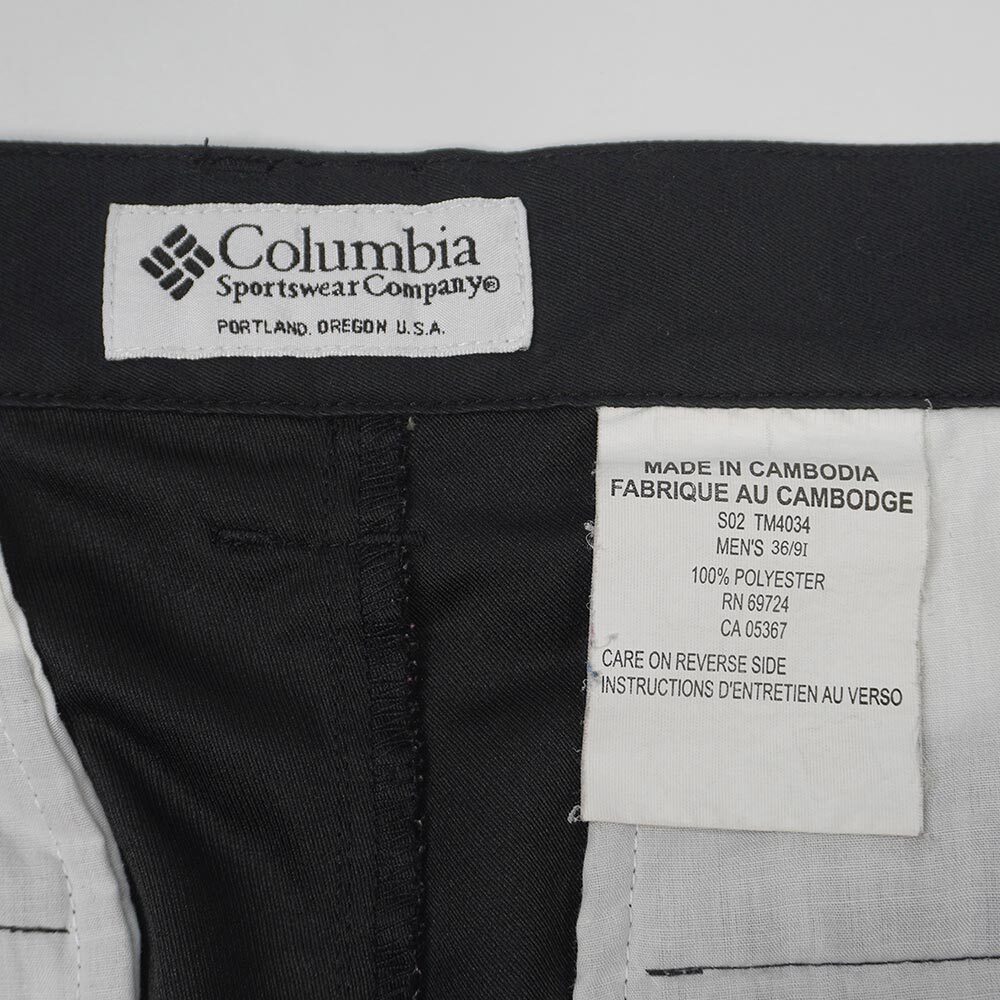 Columbia
Sportswear Company®
PORTLAND, OREGON U.S.A.
MADE IN CAMBODIA
FABRIQUE AU CAMBODGE
S02 TM4034
MEN'S 36/9I
100% POLYESTER
RN 69724
CA 05367
CARE ON REVERSE SIDE
INSTRUCTIONS D'ENTRETIEN AU VERSO